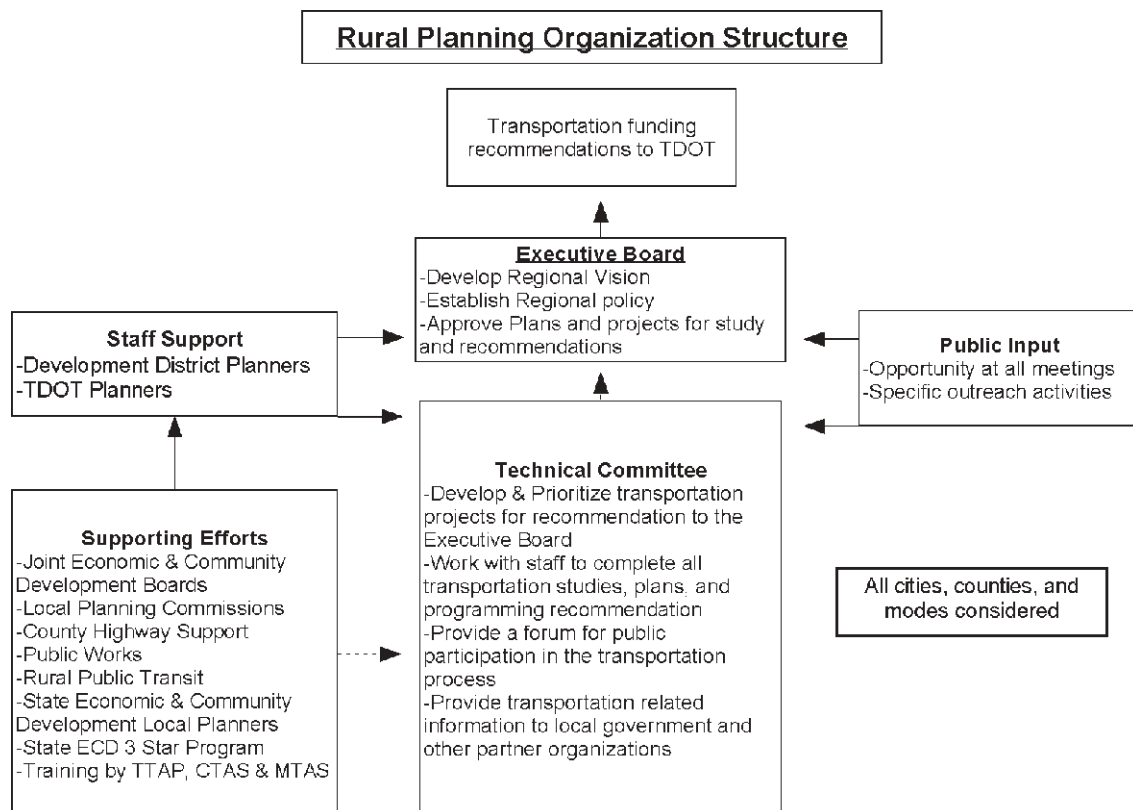 Rural Planning Organization Structure
Transportation funding
recommendations to TDOT
Executive Board
-Develop Regional Vision
-Establish Regional policy
-Approve Plans and projects for study
and recommendations
Staff Support
-Development District Planners
-TDOT Planners
Public Input
-Opportunity at all meetings
-Specific outreach activities
Technical Committee
-Develop & Prioritize transportation
projects for recommendation to the
Executive Board
-Work with staff to complete all
transportation studies, plans, and
programming recommendation
-Provide a forum for public
participation in the transportation
process
-Provide transportation related
information to local government and
other partner organizations
Supporting Efforts
-Joint Economic & Community
Development Boards
-Local Planning Commissions
-County Highway Support
-Public Works
-Rural Public Transit
-State Economic & Community
Development Local Planners
-State ECD 3 Star Program
-Training by TTAP, CTAS & MTAS
All cities, counties, and
modes considered